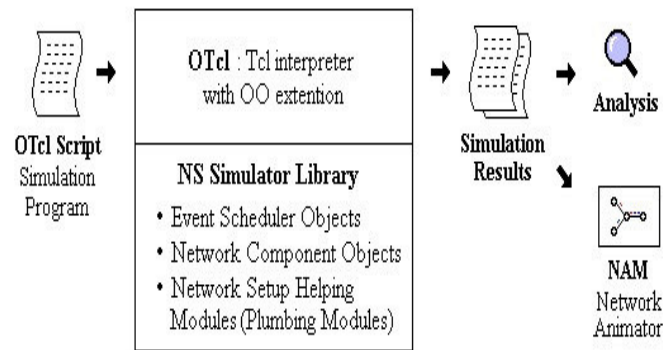 OTcl Script
Simulation
Program
OTcl : Tcl interpreter
with OO extention
NS Simulator Library
• Event Scheduler Objects
• Network Component Objects
• Network Setup Helping
Modules (Plumbing Modules)
Simulation
Results
Analysis
NAM
Network
Animator